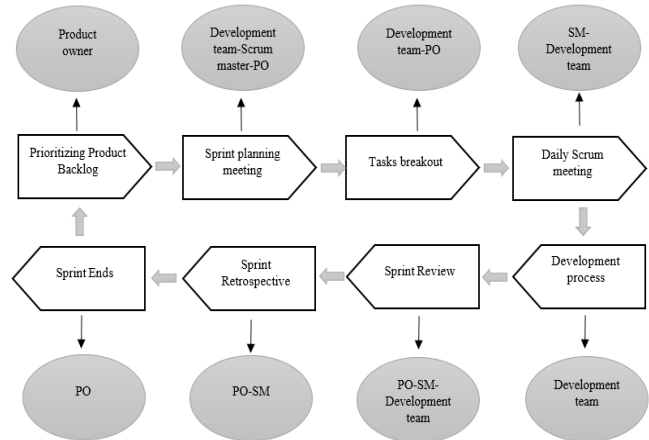 Product
owner
Development
team-Scrum
master-PO
Development
team-PO
SM-
Development
team
Prioritizing Product
Backlog
Sprint planning
meeting
Tasks breakout
Daily Scrum
meeting
Sprint Ends
Sprint
Retrospective
Sprint Review
Development
process
PO
PO-SM
PO-SM-
Development
team
Development
team